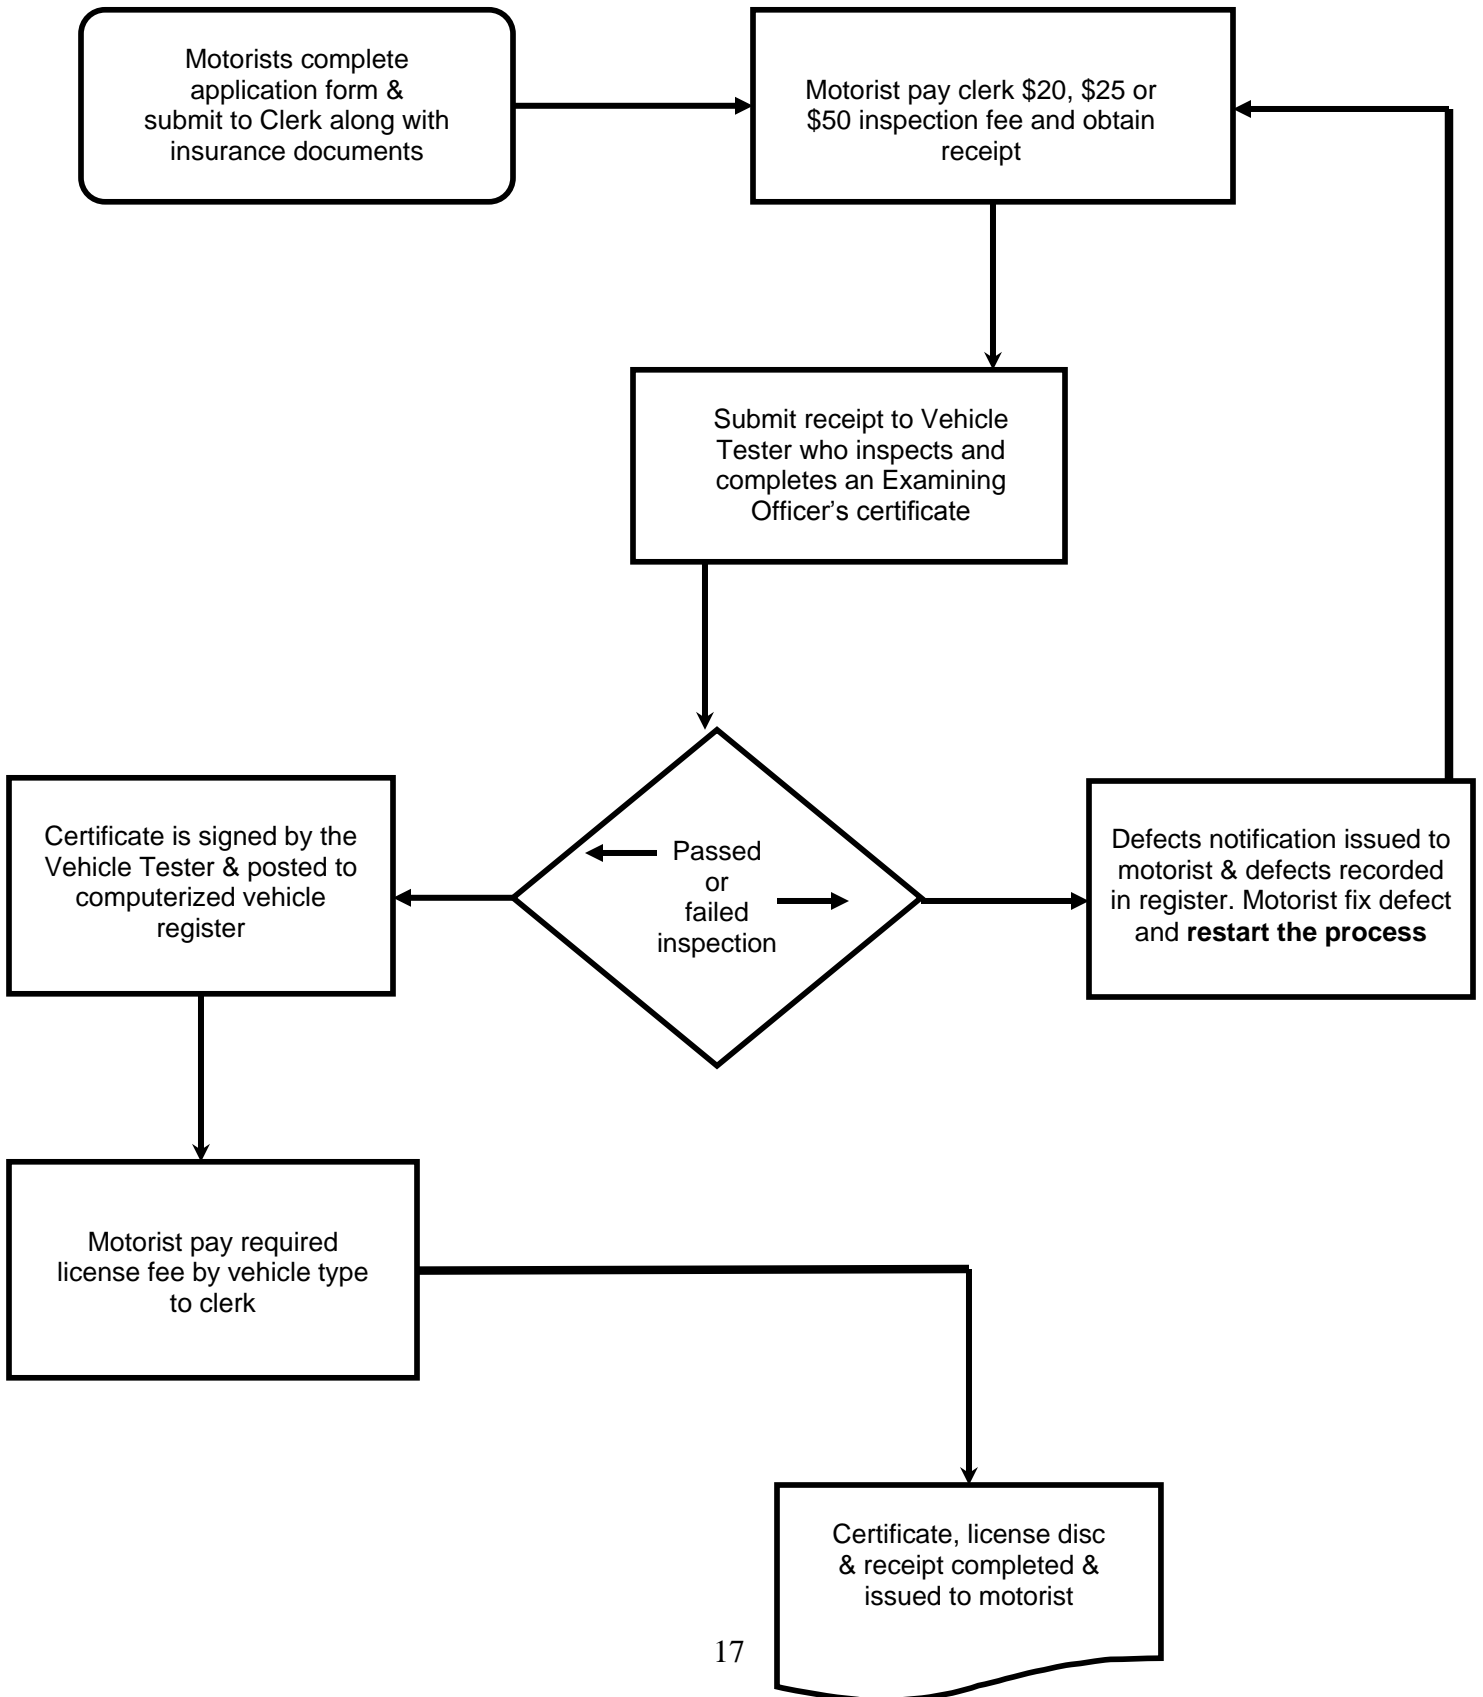 Motorists complete
application form &
submit to Clerk along with
insurance documents
Motorist pay clerk $20, $25 or
$50 inspection fee and obtain
receipt
Submit receipt to Vehicle
Tester who inspects and
completes an Examining
Officer’s certificate
Certificate is signed by the
Vehicle Tester & posted to
computerized vehicle
register
Passed
or
failed
inspection
Defects notification issued to
motorist & defects recorded
in register. Motorist fix defect
and restart the process
Motorist pay required
license fee by vehicle type
to clerk
Certificate, license disc
& receipt completed &
issued to motorist
17